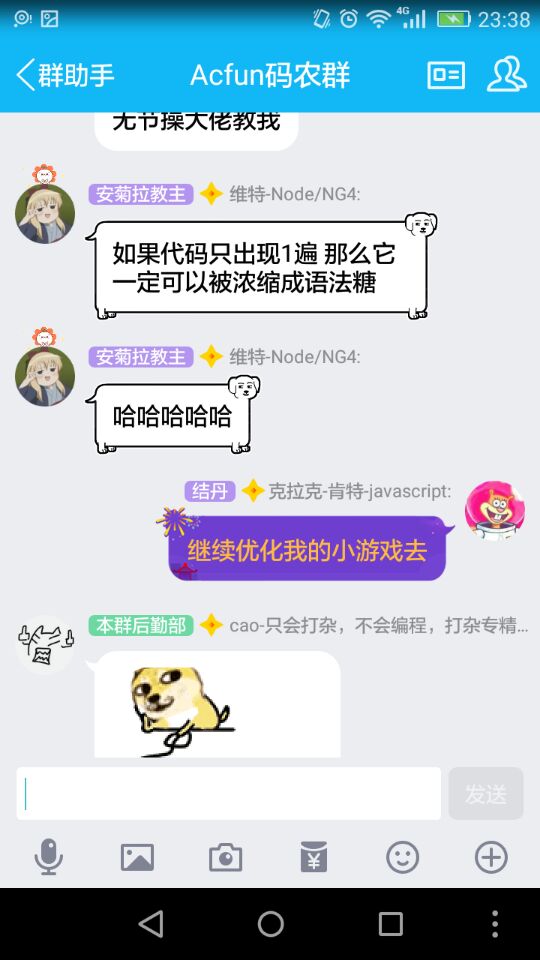 4G
23:38
群助手
Acfun码农群
无节操大佬教我
安菊拉教主 维特-Node/NG4:
如果代码只出现1遍 那么它
一定可以被浓缩成语法糖
安菊拉教主 维特-Node/NG4:
哈哈哈哈哈
结丹 克拉克-肯特-javascript:
继续优化我的小游戏去
本群后勤部 cao-只会打杂，不会编程，打杂专精...
发送
¥